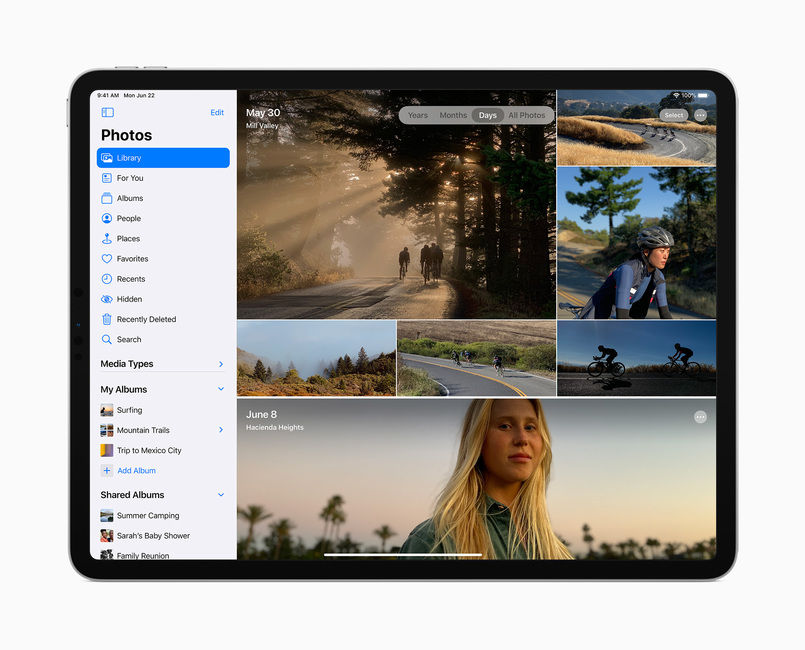 9:41 AM Mon Jun 22
100%
Edit
Photos
Library
For You
Albums
People
Places
Favorites
Recents
Hidden
Recently Deleted
Search
Media Types
My Albums
Surfing
Mountain Trails
Trip to Mexico City
Add Album
Shared Albums
Summer Camping
Sarah's Baby Shower
Family Reunion
May 30
Mill Valley
Years Months Days All Photos
Select
June 8
Hacienda Heights